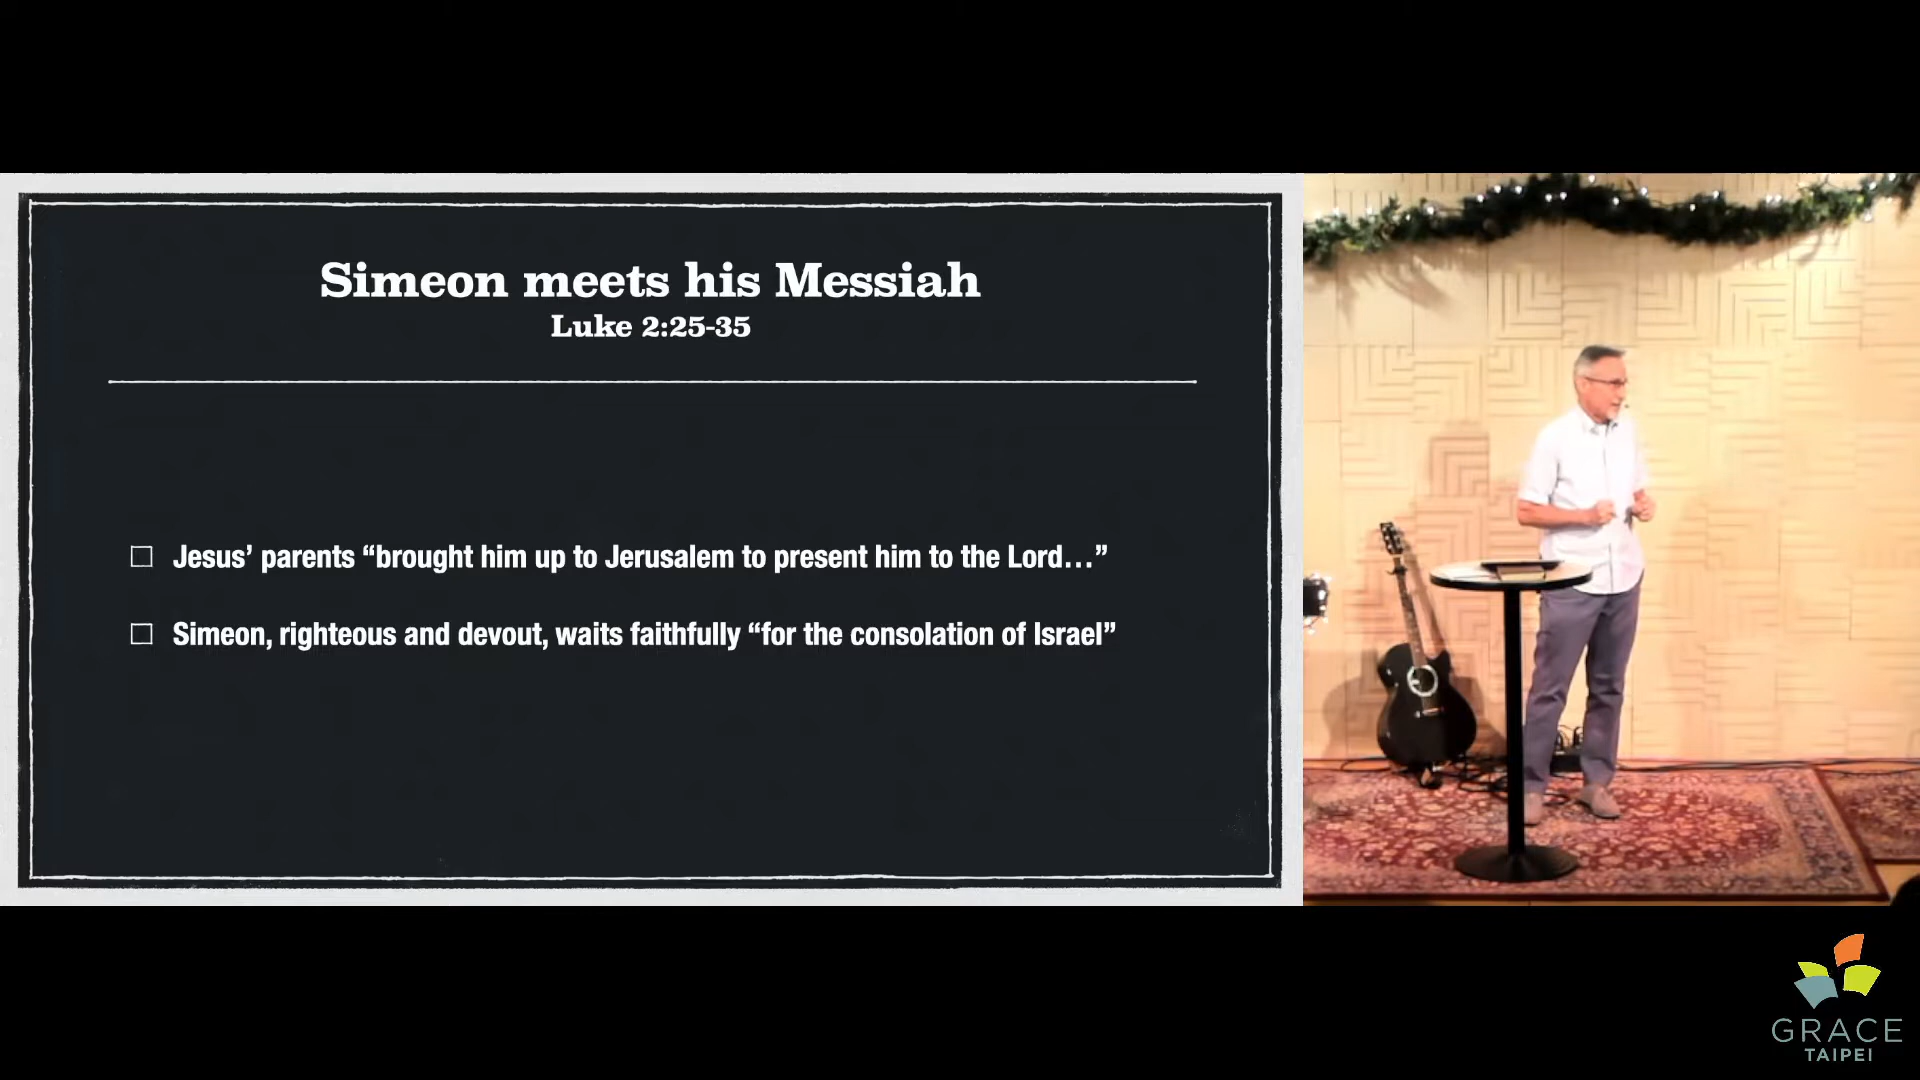 Simeon meets his Messiah
Luke 2:25-35
Jesus’ parents “brought him up to Jerusalem to present him to the Lord…”
Simeon, righteous and devout, waits faithfully “for the consolation of Israel”
GRACE
TAIPEI